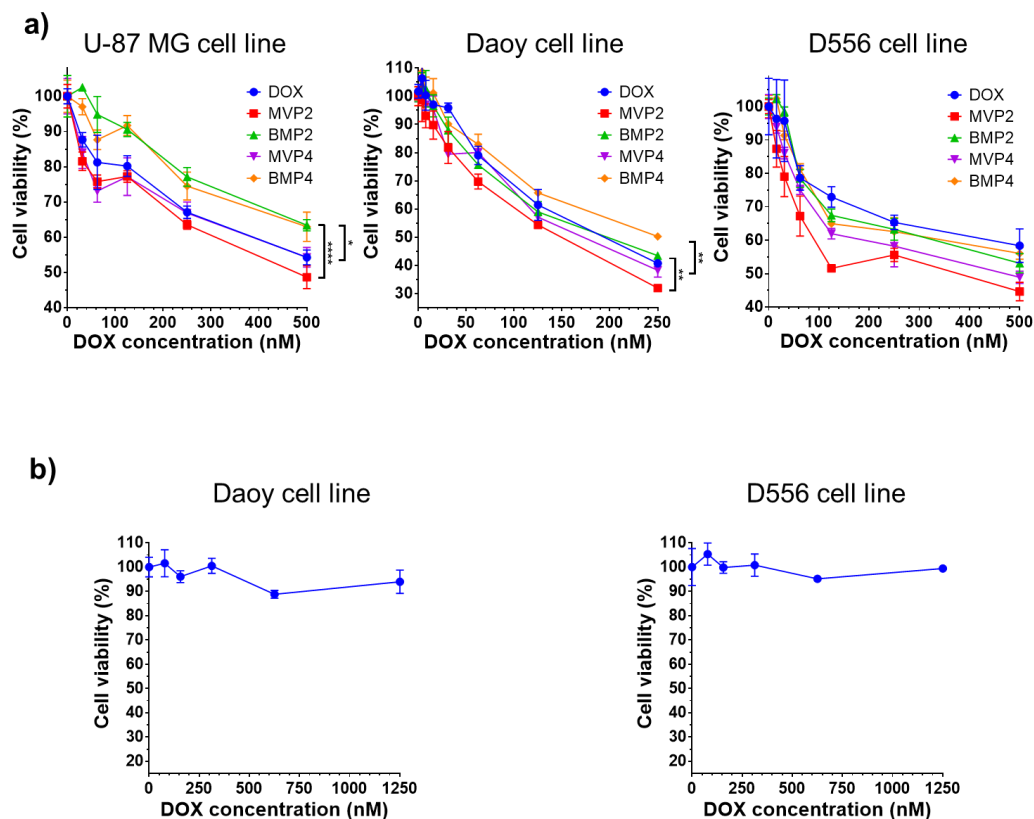 a)
U-87 MG cell line
Cell viability (%)
100
90
80
70
60
50
40
0 100 200 300 400 500
DOX concentration (nM)
DOX
MVP2
BMP2
MVP4
BMP4
****
*
Daoy cell line
Cell viability (%)
110
100
90
80
70
60
50
40
30
0 50 100 150 200 250
DOX concentration (nM)
DOX
MVP2
BMP2
MVP4
BMP4
**
**
D556 cell line
Cell viability (%)
100
90
80
70
60
50
40
0 100 200 300 400 500
DOX concentration (nM)
DOX
MVP2
BMP2
MVP4
BMP4
b)
Daoy cell line
Cell viability (%)
110
100
90
80
70
60
50
40
30
20
0 250 500 750 1000 1250
DOX concentration (nM)
D556 cell line
Cell viability (%)
110
100
90
80
70
60
50
40
30
20
0 250 500 750 1000 1250
DOX concentration (nM)